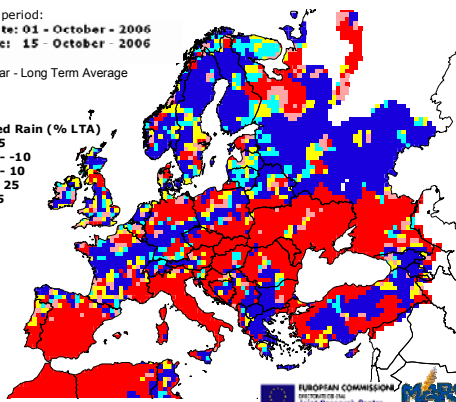 period:
te: 01 - October - 2006
e: 15 - October - 2006
ar - Long Term Average
ed Rain (% LTA)
5
- -10
- 10
25
5
EUROPEAN COMMISSION
MARS